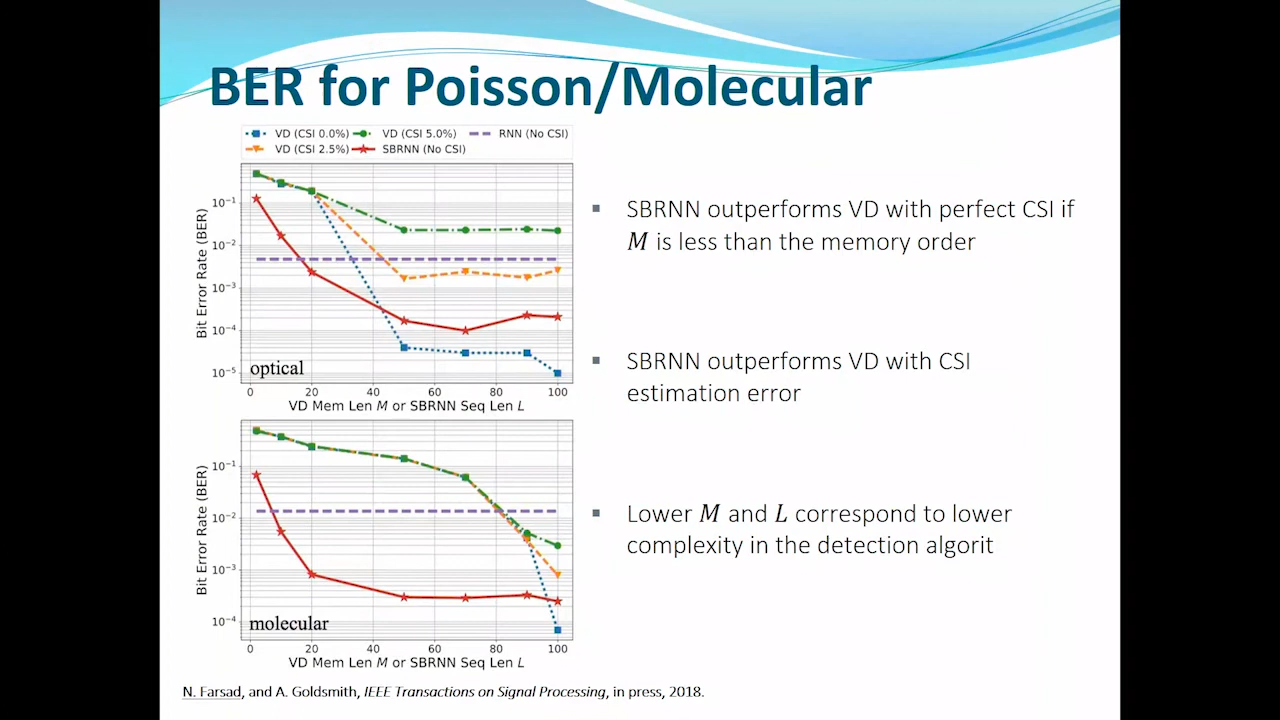 BER for Poisson/Molecular
VD (CSI 0.0%) VD (CSI 5.0%) RNN (No CSI)
VD (CSI 2.5%) SBRNN (No CSI)
Bit Error Rate (BER)
10⁻¹
10⁻²
10⁻³
10⁻⁴
10⁻⁵
optical
0 20 40 60 80 100
VD Mem Len M or SBRNN Seq Len L
Bit Error Rate (BER)
10⁻¹
10⁻²
10⁻³
10⁻⁴
molecular
0 20 40 60 80 100
VD Mem Len M or SBRNN Seq Len L
▪ SBRNN outperforms VD with perfect CSI if
M is less than the memory order
▪ SBRNN outperforms VD with CSI
estimation error
▪ Lower M and L correspond to lower
complexity in the detection algorit
N. Farsad, and A. Goldsmith, IEEE Transactions on Signal Processing, in press, 2018.